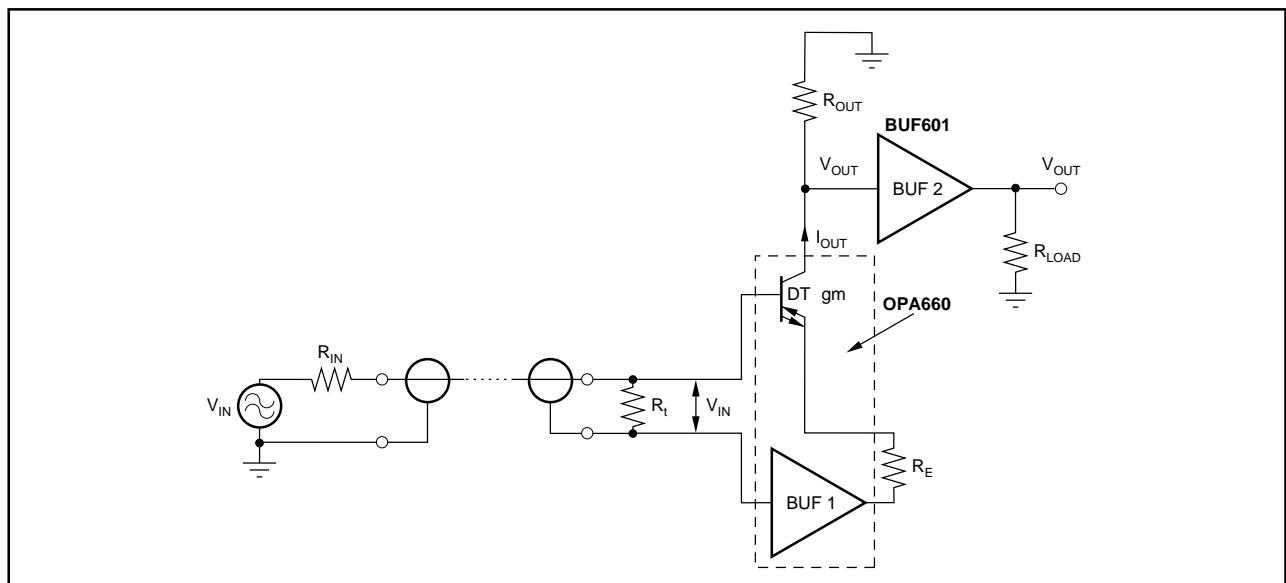 R_OUT
BUF601
V_OUT
BUF 2
V_OUT
I_OUT
R_LOAD
DT gm
OPA660
R_IN
V_IN
R_t
V_IN
R_E
BUF 1